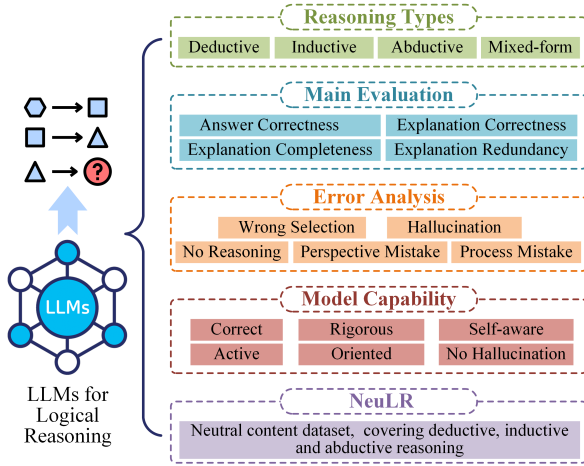 Reasoning Types
Deductive
Inductive
Abductive
Mixed-form
Main Evaluation
Answer Correctness
Explanation Correctness
Explanation Completeness
Explanation Redundancy
?
Error Analysis
Wrong Selection
Hallucination
No Reasoning
Perspective Mistake
Process Mistake
LLMs
Model Capability
Correct
Rigorous
Self-aware
Active
Oriented
No Hallucination
LLMs for
Logical
Reasoning
NeuLR
Neutral content dataset, covering deductive, inductive
and abductive reasoning